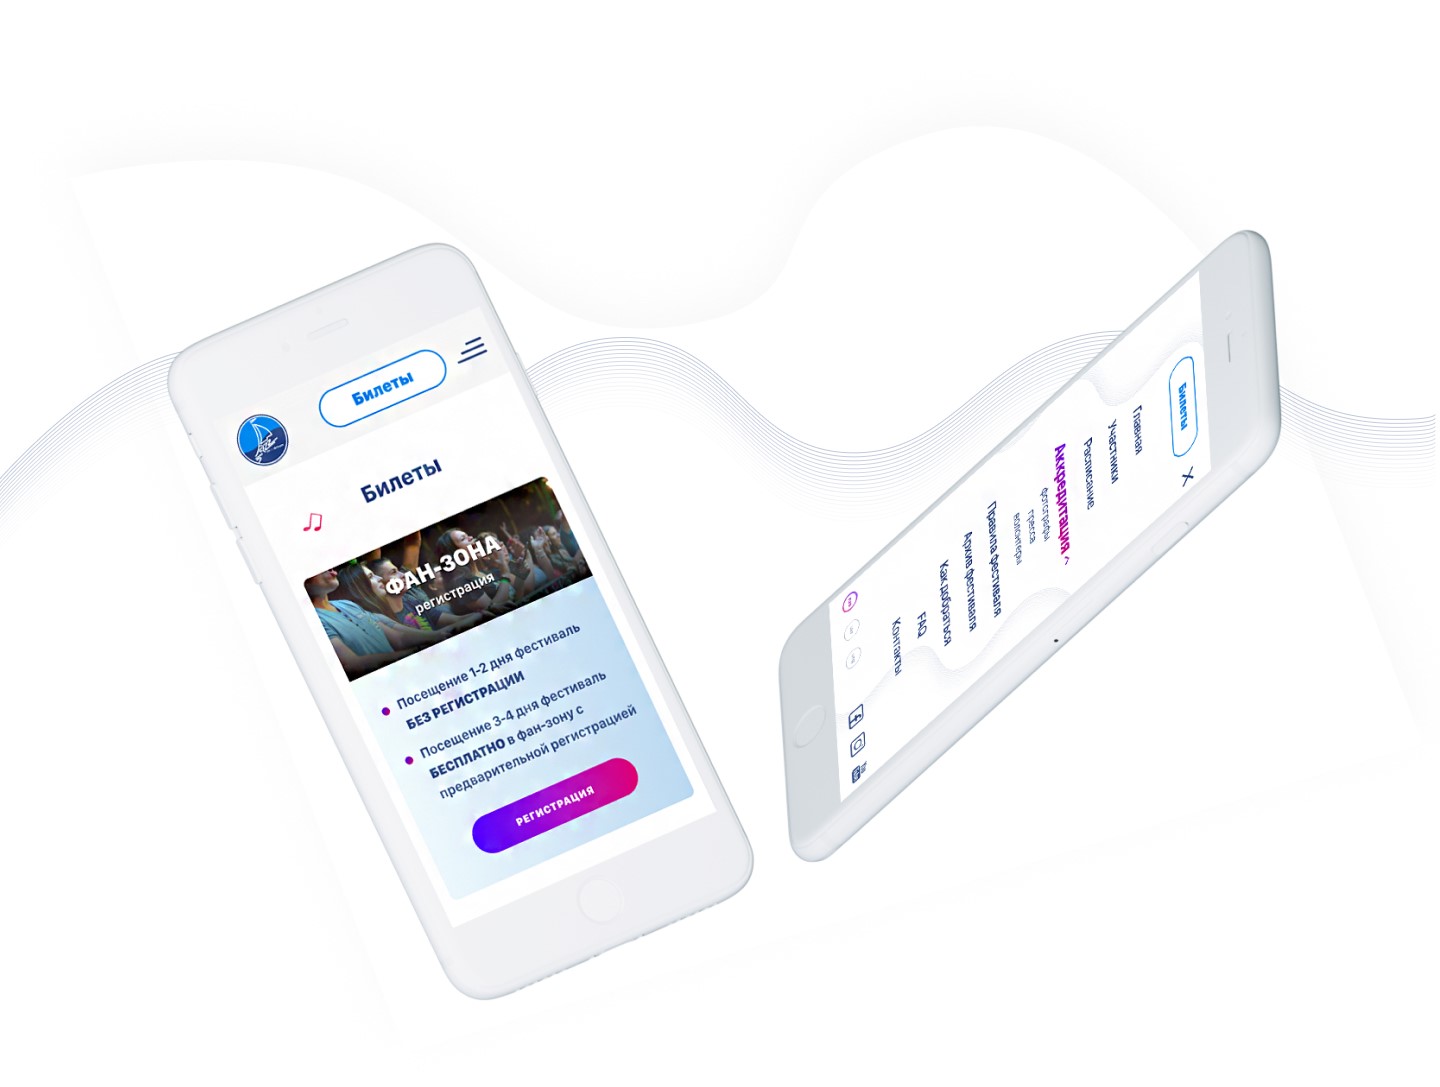 Билеты
Билеты
ФАН-ЗОНА
регистрация
Посещение 1-2 дня фестиваль
БЕЗ РЕГИСТРАЦИИ
Посещение 3-4 дня фестиваль
БЕСПЛАТНО в фан-зону с
предварительной регистрацией
РЕГИСТРАЦИЯ
Билеты
Главная
Участники
Расписание
Аккредитация
фотографы
пресса
волонтеры
Правила фестиваля
Архив фестиваля
Как добраться
FAQ
Контакты